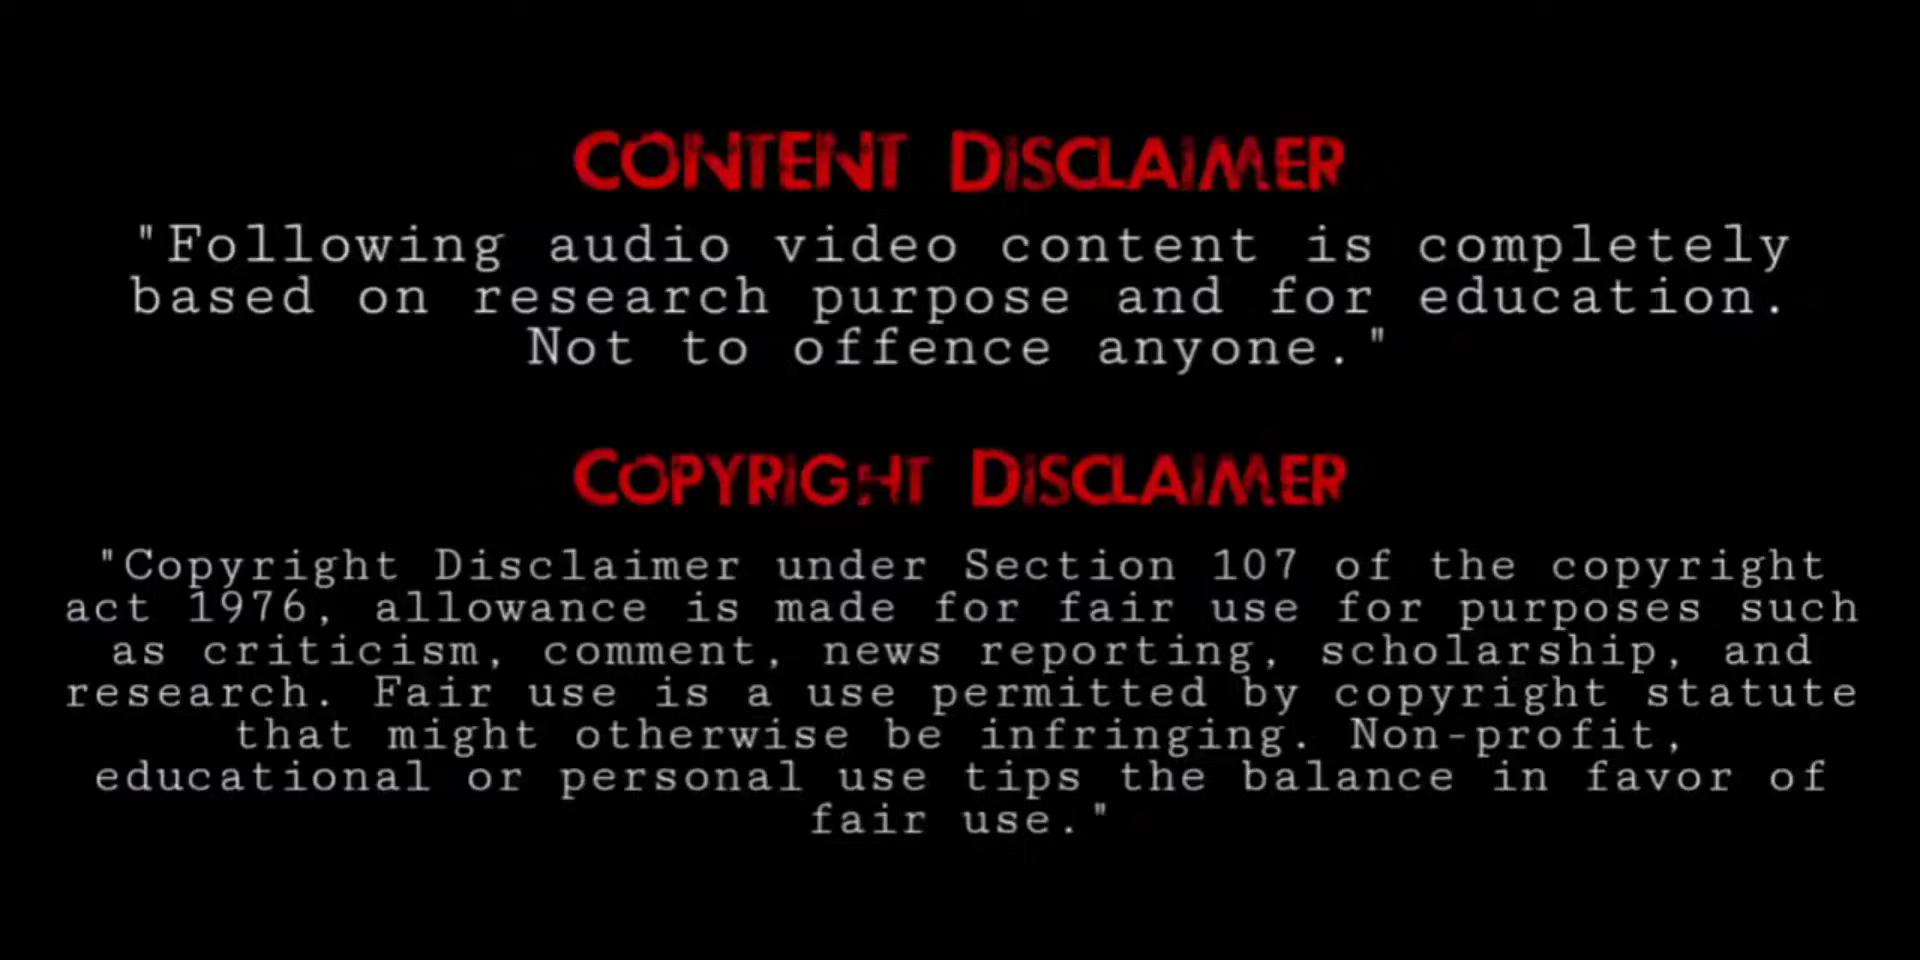 CONTENT DISCLAIMER
"Following audio video content is completely
based on research purpose and for education.
Not to offence anyone."
COPYRIGHT DISCLAIMER
"Copyright Disclaimer under Section 107 of the copyright
act 1976, allowance is made for fair use for purposes such
as criticism, comment, news reporting, scholarship, and
research. Fair use is a use permitted by copyright statute
that might otherwise be infringing. Non-profit,
educational or personal use tips the balance in favor of
fair use."